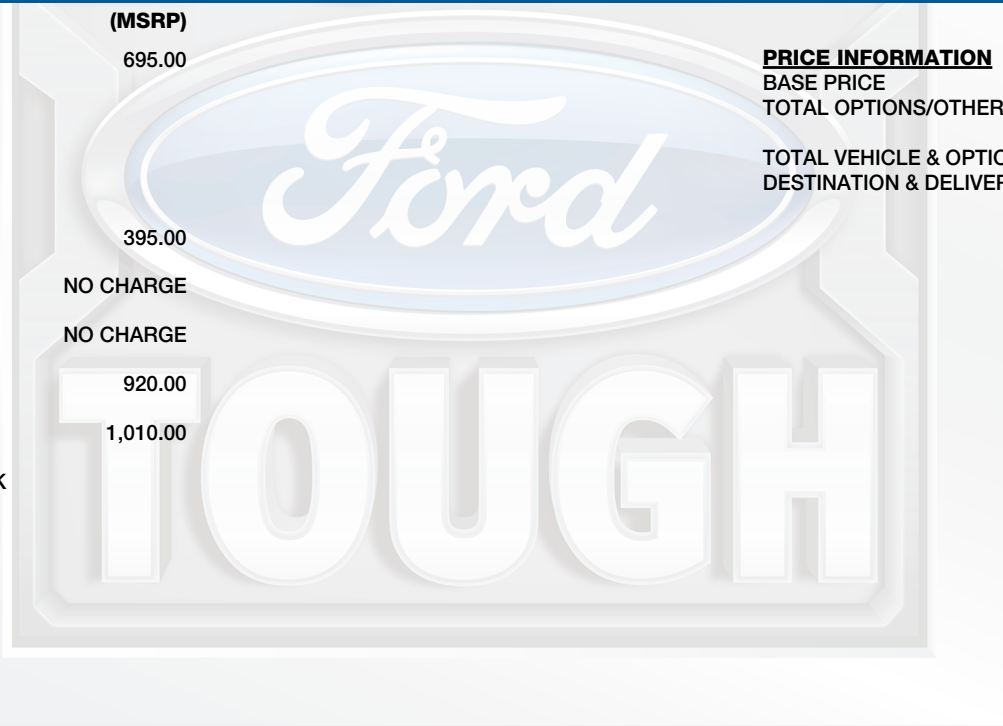 (MSRP)
695.00
395.00
NO CHARGE
NO CHARGE
920.00
1,010.00
K
PRICE INFORMATION
BASE PRICE
TOTAL OPTIONS/OTHER
TOTAL VEHICLE & OPTIO
DESTINATION & DELIVER
Ford
TOUGH